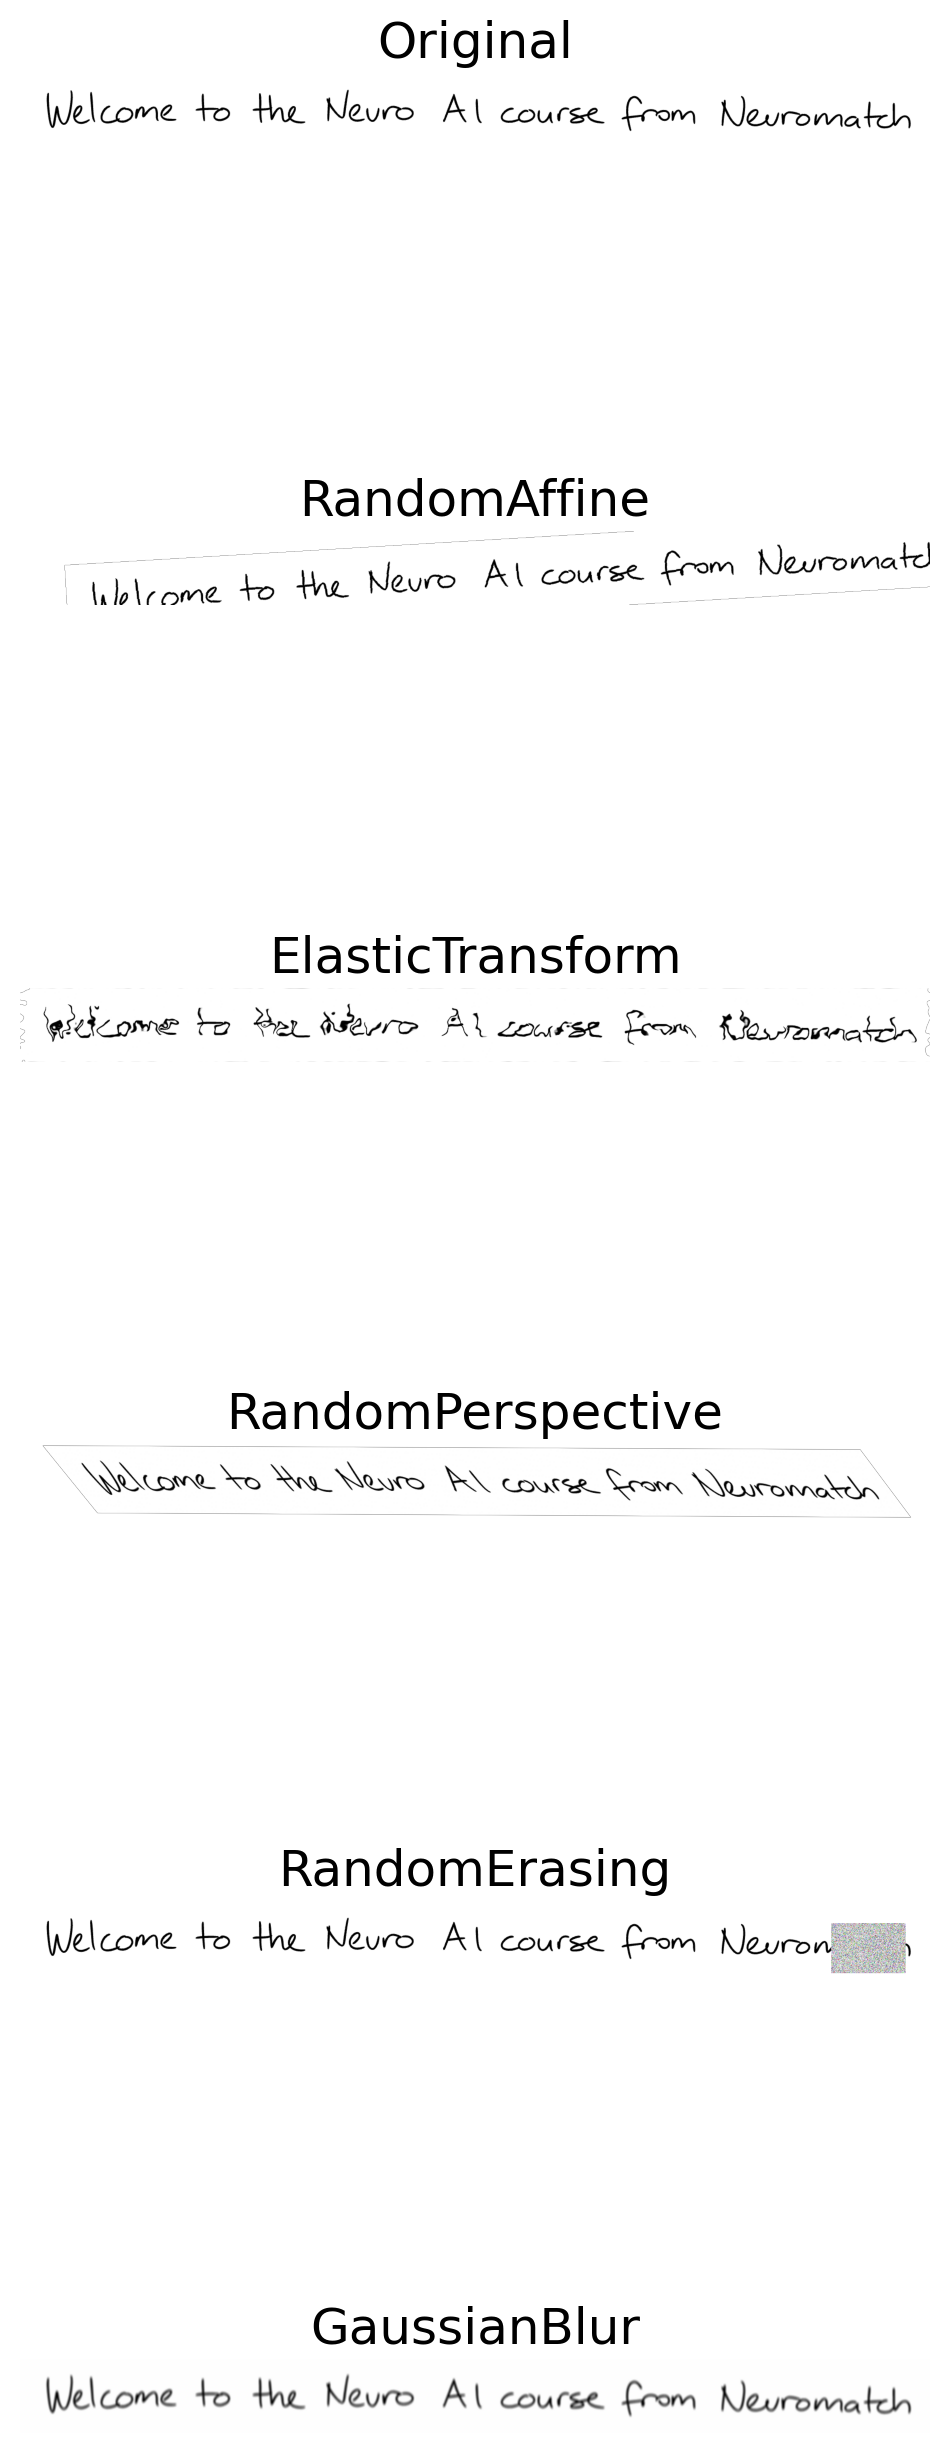 Original
Welcome to the Neuro AI course from Neuromatch
RandomAffine
Welcome to the Neuro AI course from Neuromatc
ElasticTransform
Welcome to the Neuro AI course from Neuromatch
RandomPerspective
Welcome to the Neuro AI course from Neuromatch
RandomErasing
Welcome to the Neuro AI course from Neurom
GaussianBlur
Welcome to the Neuro AI course from Neuromatch